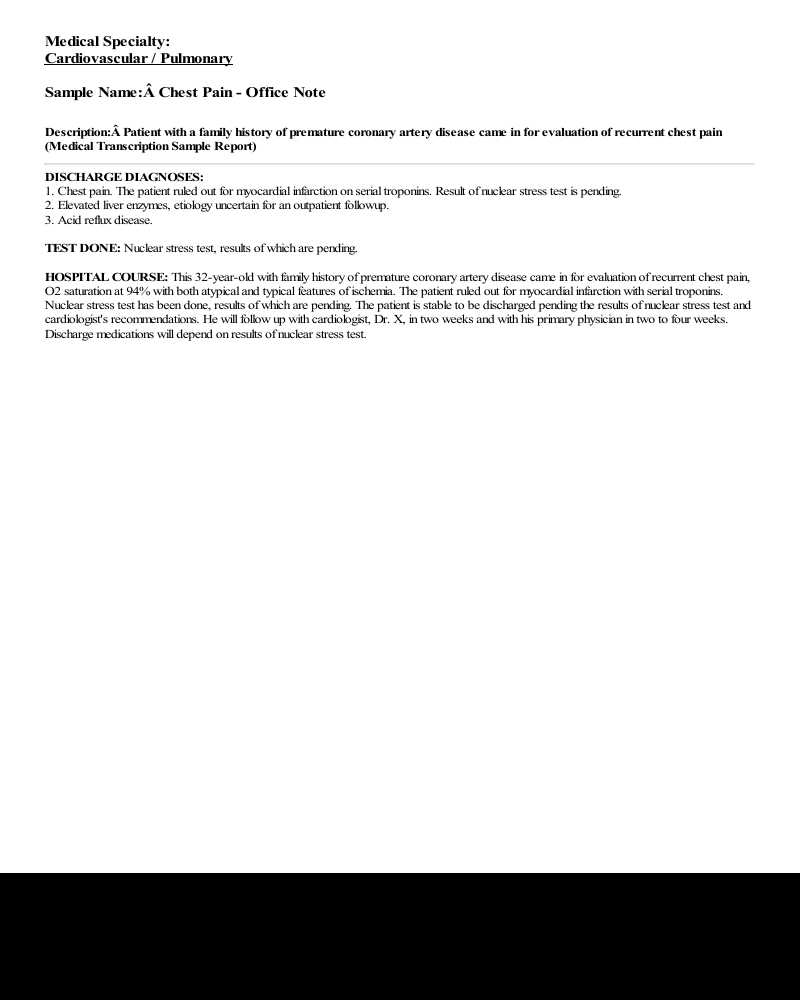 Medical Specialty:
Cardiovascular / Pulmonary
Sample Name:Â Chest Pain - Office Note
Description:Â Patient with a family history of premature coronary artery disease came in for evaluation of recurrent chest pain
(Medical Transcription Sample Report)
DISCHARGE DIAGNOSES:
1. Chest pain. The patient ruled out for myocardial infarction on serial troponins. Result of nuclear stress test is pending.
2. Elevated liver enzymes, etiology uncertain for an outpatient followup.
3. Acid reflux disease.
TEST DONE: Nuclear stress test, results of which are pending.
HOSPITAL COURSE: This 32-year-old with family history of premature coronary artery disease came in for evaluation of recurrent chest pain,
O2 saturation at 94% with both atypical and typical features of ischemia. The patient ruled out for myocardial infarction with serial troponins.
Nuclear stress test has been done, results of which are pending. The patient is stable to be discharged pending the results of nuclear stress test and
cardiologist's recommendations. He will follow up with cardiologist, Dr. X, in two weeks and with his primary physician in two to four weeks.
Discharge medications will depend on results of nuclear stress test.